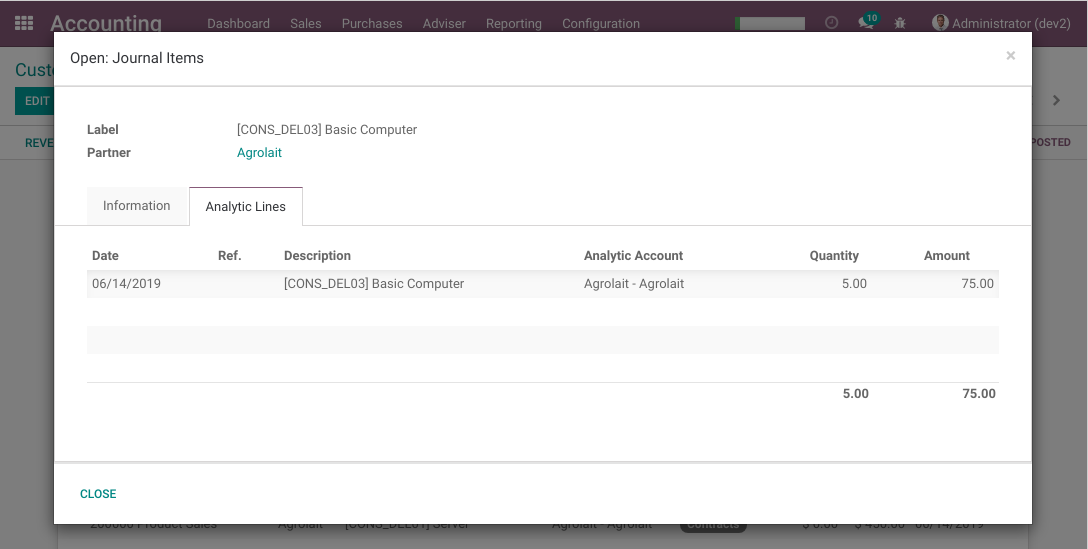 Accounting Dashboard Sales Purchases Adviser Reporting Configuration 10 Administrator (dev2)
Open: Journal Items ×
Custo
EDIT
REVE
POSTED
Label [CONS_DEL03] Basic Computer
Partner Agrolait
Information Analytic Lines
Date Ref. Description Analytic Account Quantity Amount
06/14/2019 [CONS_DEL03] Basic Computer Agrolait - Agrolait 5.00 75.00
5.00 75.00
CLOSE
200000 Product Sales Agrolait [CONS_DEL01] Server Agrolait - Agrolait Contracts $ 0.00 $ 450.00 06/14/2019